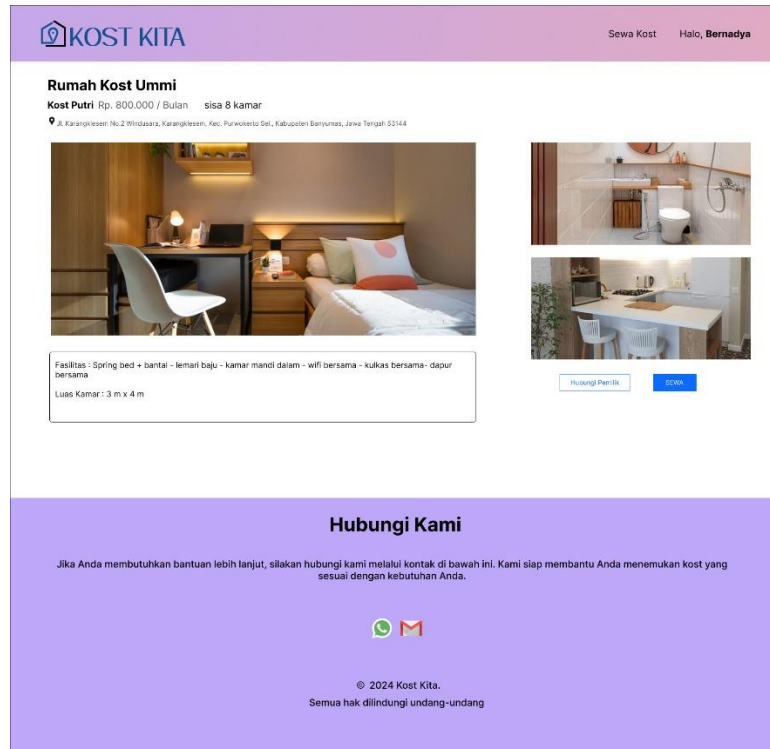 KOST KITA
Sewa Kost Halo, Bernadya
Rumah Kost Ummi
Kost Putri Rp. 800.000 / Bulan sisa 8 kamar
Jl. Karangklesem No.2 Windusara, Karangklesem, Kec. Purwokerto Sel., Kabupaten Banyumas, Jawa Tengah 53144
Fasilitas : Spring bed + bantal - lemari baju - kamar mandi dalam - wifi bersama - kulkas bersama- dapur
bersama
Luas Kamar : 3 m x 4 m
Hubungi Pemilik SEWA
Hubungi Kami
Jika Anda membutuhkan bantuan lebih lanjut, silakan hubungi kami melalui kontak di bawah ini. Kami siap membantu Anda menemukan kost yang
sesuai dengan kebutuhan Anda.
© 2024 Kost Kita.
Semua hak dilindungi undang-undang